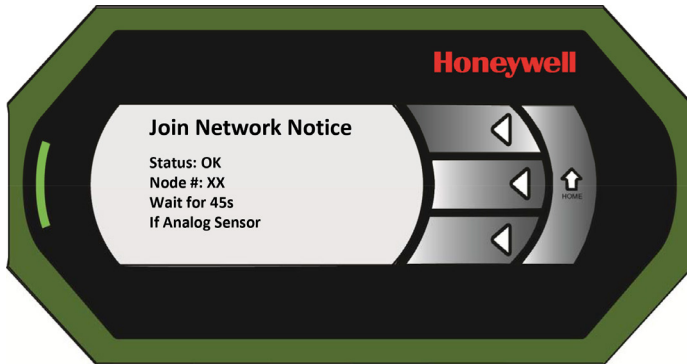 Honeywell
Join Network Notice
Status: OK
Node #: XX
Wait for 45s
If Analog Sensor
HOME